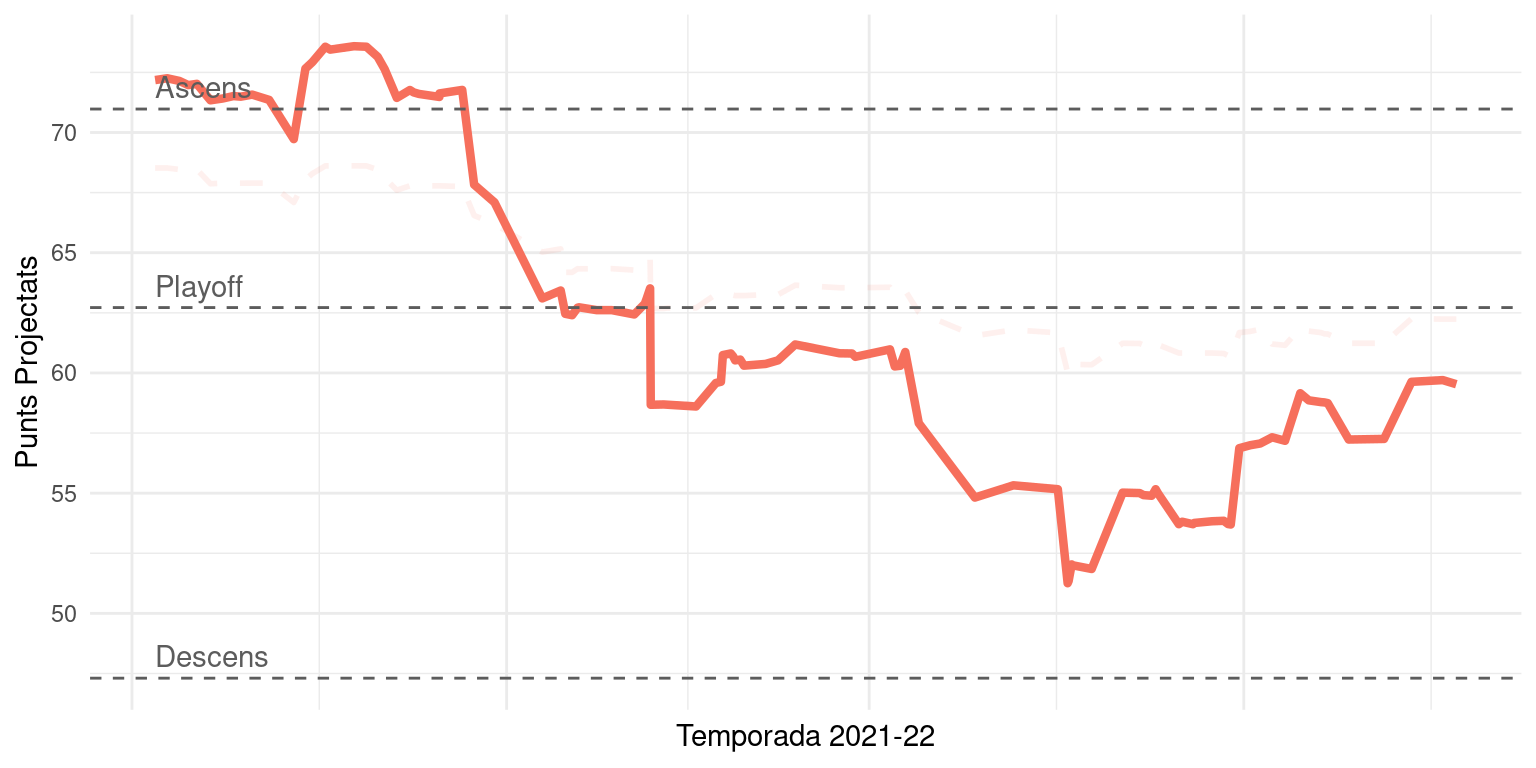 Punts Projectats
Ascens
70
65
Playoff
60
55
50
Descens
Temporada 2021-22